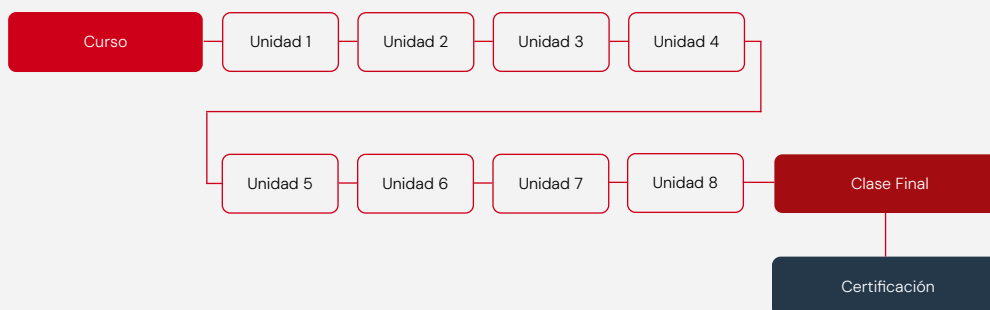 Curso
Unidad 1
Unidad 2
Unidad 3
Unidad 4
Unidad 5
Unidad 6
Unidad 7
Unidad 8
Clase Final
Certificación